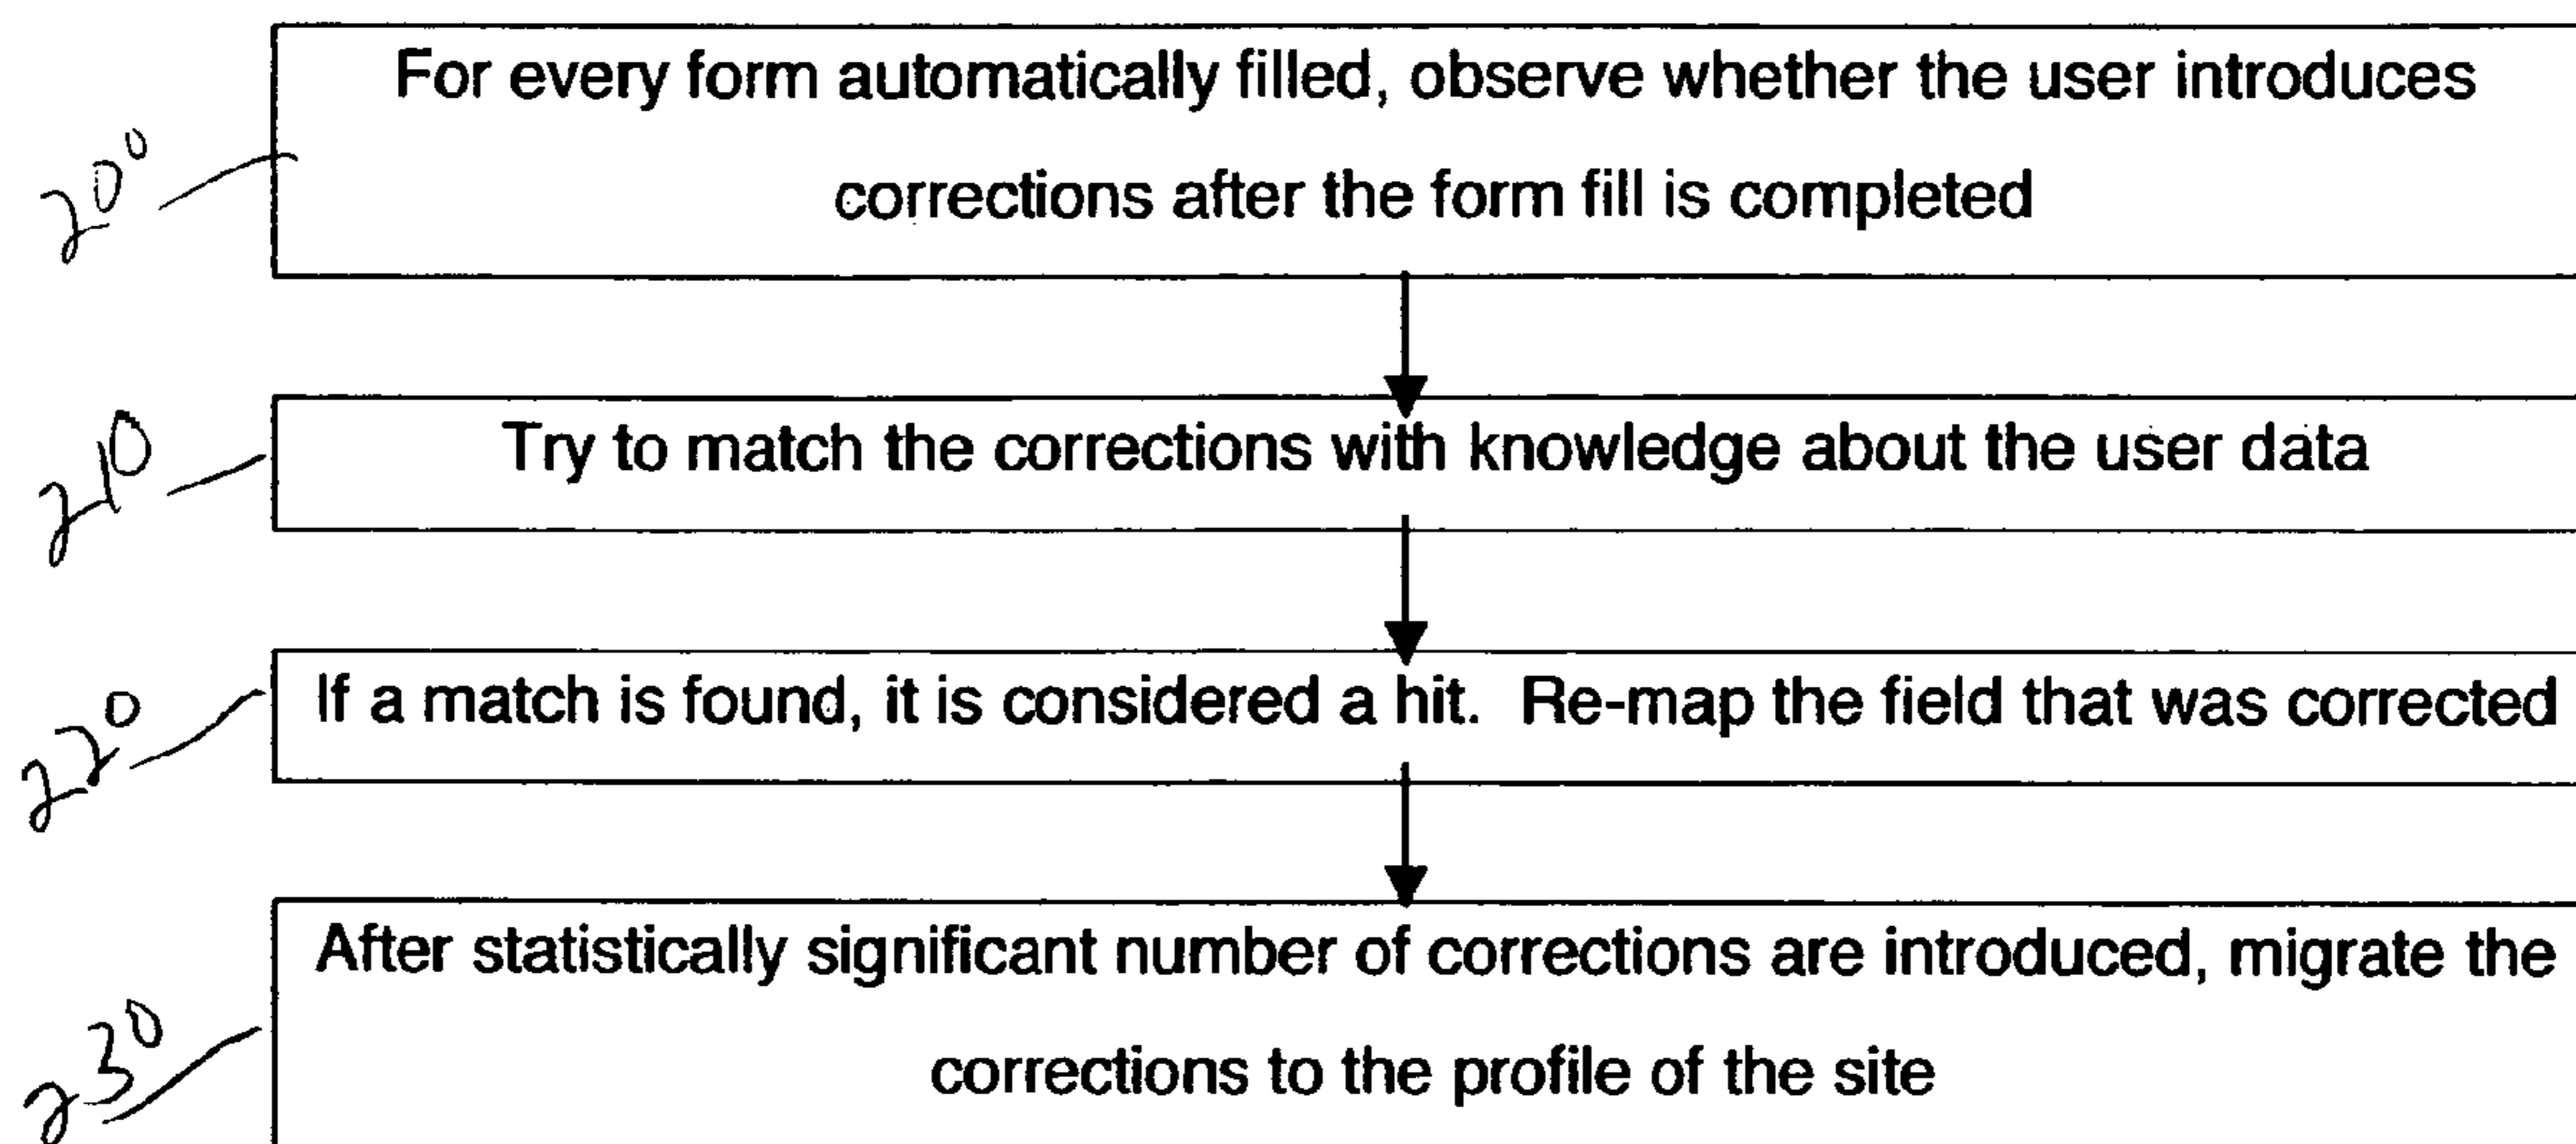 For every form automatically filled, observe whether the user introduces
corrections after the form fill is completed
200
Try to match the corrections with knowledge about the user data
210
If a match is found, it is considered a hit. Re-map the field that was corrected
220
After statistically significant number of corrections are introduced, migrate the
corrections to the profile of the site
230